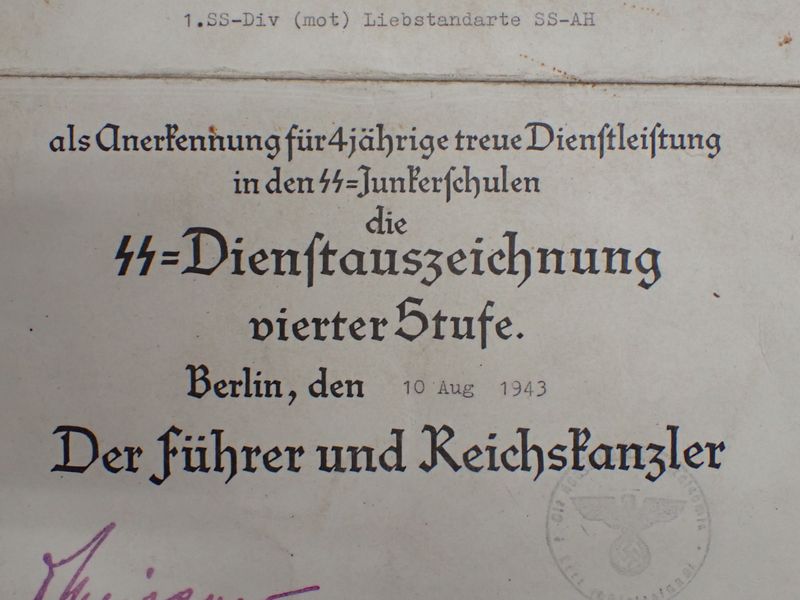 1.SS-Div (mot) Liebstandarte SS-AH
als Anerkennung für 4jährige treue Dienstleistung
in den SS=Junkerschulen
die
SS=Dienstauszeichnung
vierter Stufe.
Berlin, den 10 Aug 1943
Der Führer und Reichskanzler